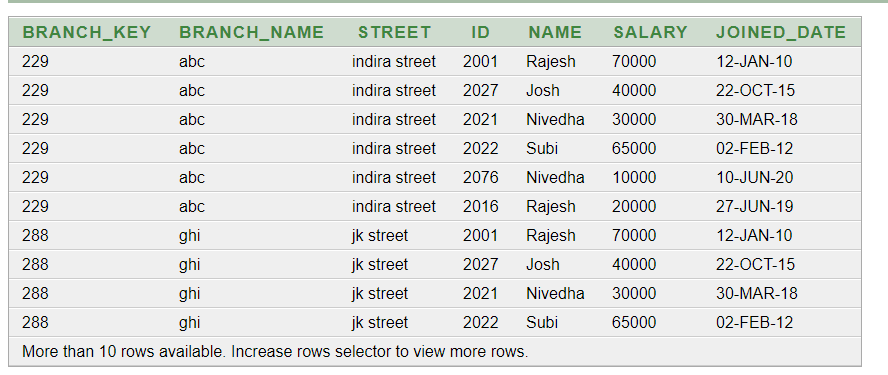 BRANCH_KEY BRANCH_NAME STREET ID NAME SALARY JOINED_DATE
229 abc indira street 2001 Rajesh 70000 12-JAN-10
229 abc indira street 2027 Josh 40000 22-OCT-15
229 abc indira street 2021 Nivedha 30000 30-MAR-18
229 abc indira street 2022 Subi 65000 02-FEB-12
229 abc indira street 2076 Nivedha 10000 10-JUN-20
229 abc indira street 2016 Rajesh 20000 27-JUN-19
288 ghi jk street 2001 Rajesh 70000 12-JAN-10
288 ghi jk street 2027 Josh 40000 22-OCT-15
288 ghi jk street 2021 Nivedha 30000 30-MAR-18
288 ghi jk street 2022 Subi 65000 02-FEB-12
More than 10 rows available. Increase rows selector to view more rows.